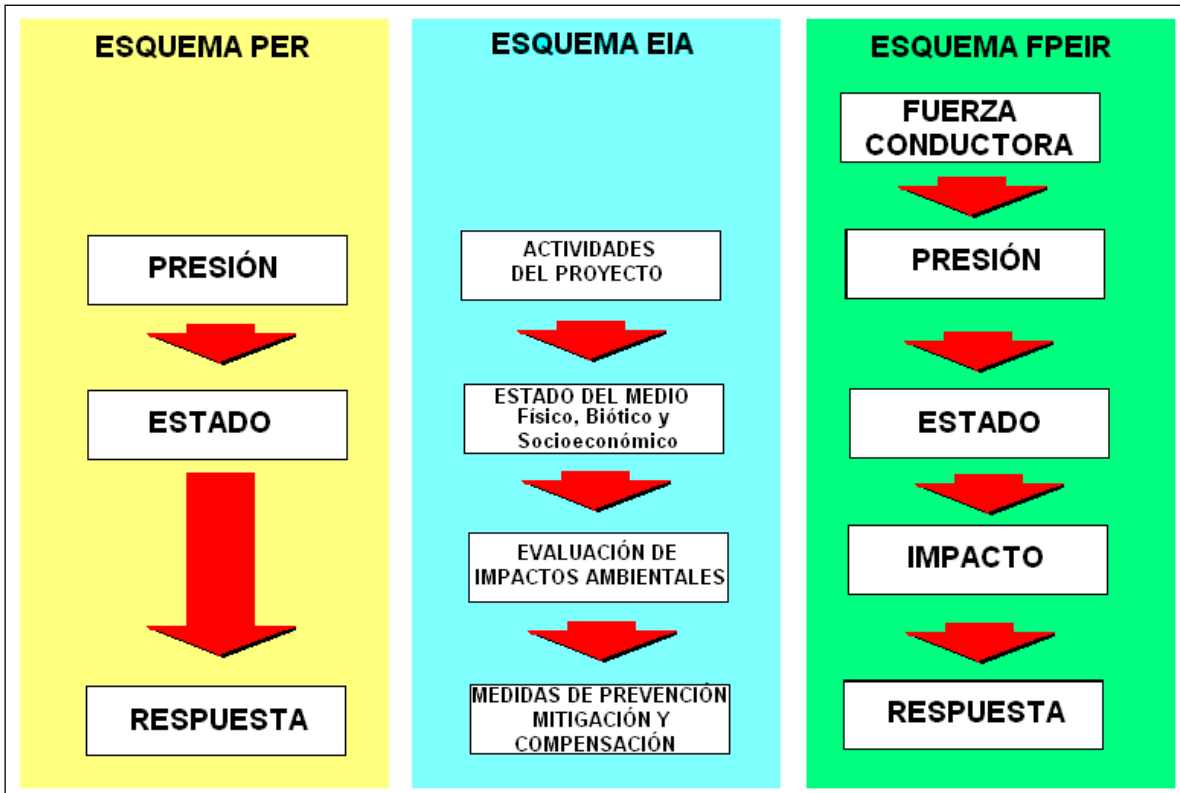 ESQUEMA PER
PRESIÓN
ESTADO
RESPUESTA
ESQUEMA EIA
ACTIVIDADES
DEL PROYECTO
ESTADO DEL MEDIO
Físico, Biótico y
Socioeconómico
EVALUACIÓN DE
IMPACTOS AMBIENTALES
MEDIDAS DE PREVENCIÓN
MITIGACIÓN Y
COMPENSACIÓN
ESQUEMA FPEIR
FUERZA
CONDUCTORA
PRESIÓN
ESTADO
IMPACTO
RESPUESTA